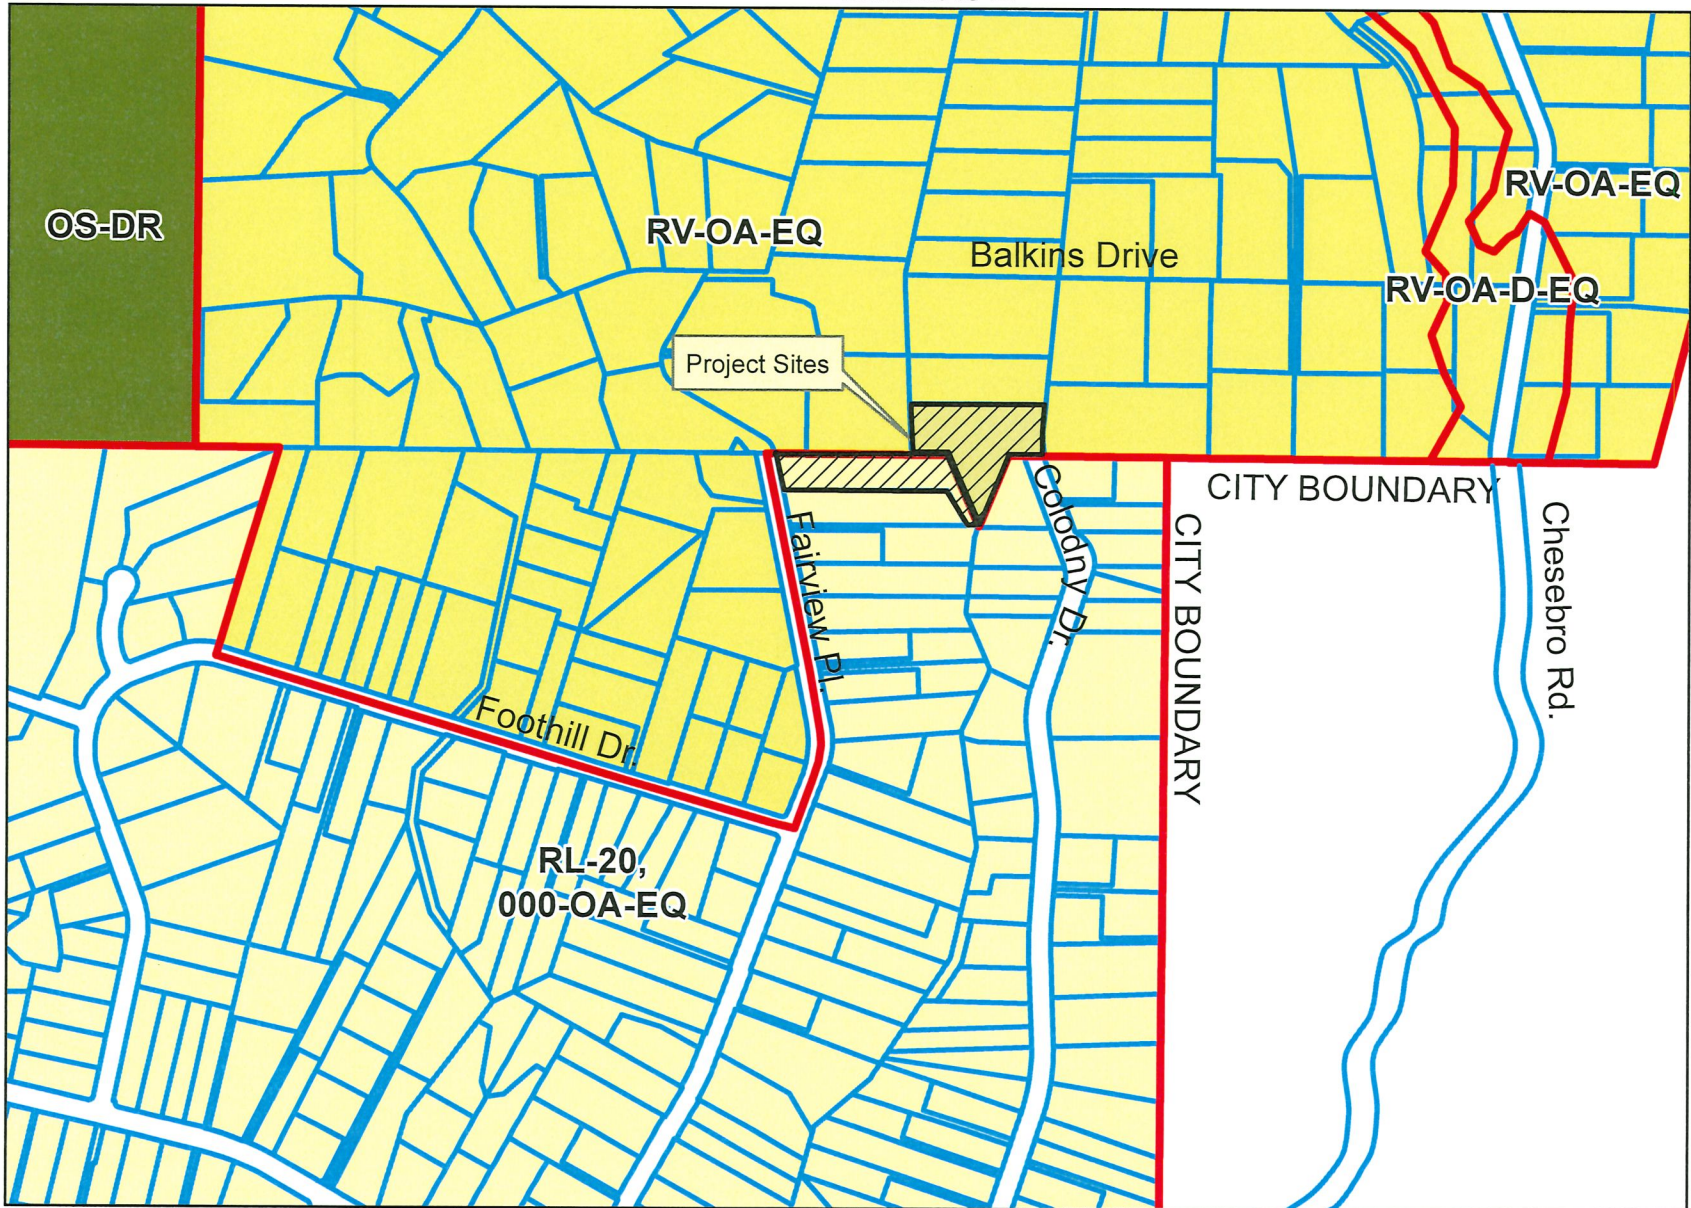 RV-OA-EQ
OS-DR
RV-OA-EQ
Balkins Drive
RV-OA-D-EQ
Project Sites
CITY BOUNDARY
Colodny Dr.
Fairview Pl.
CITY BOUNDARY
Chesebro Rd.
Foothill Dr.
RL-20,
000-OA-EQ